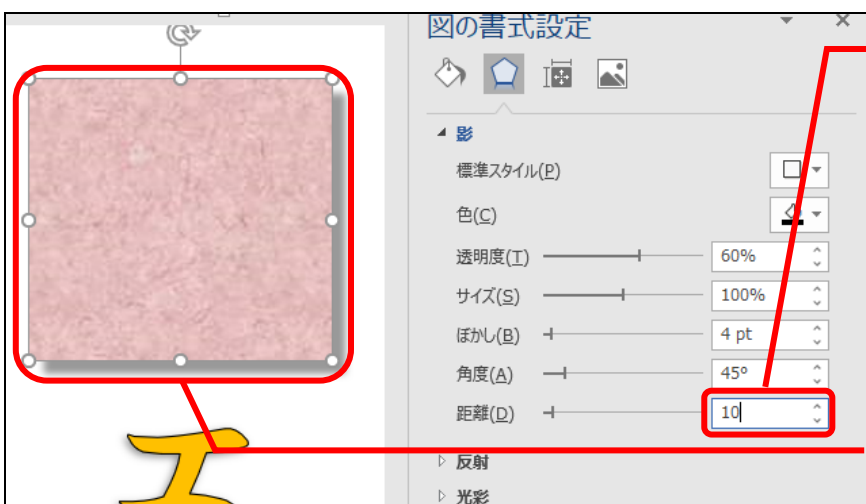 図の書式設定
影
標準スタイル(P)
色(C)
透明度(T) 60%
サイズ(S) 100%
ぼかし(B) 4 pt
角度(A) 45°
距離(D) 10
反射
光彩